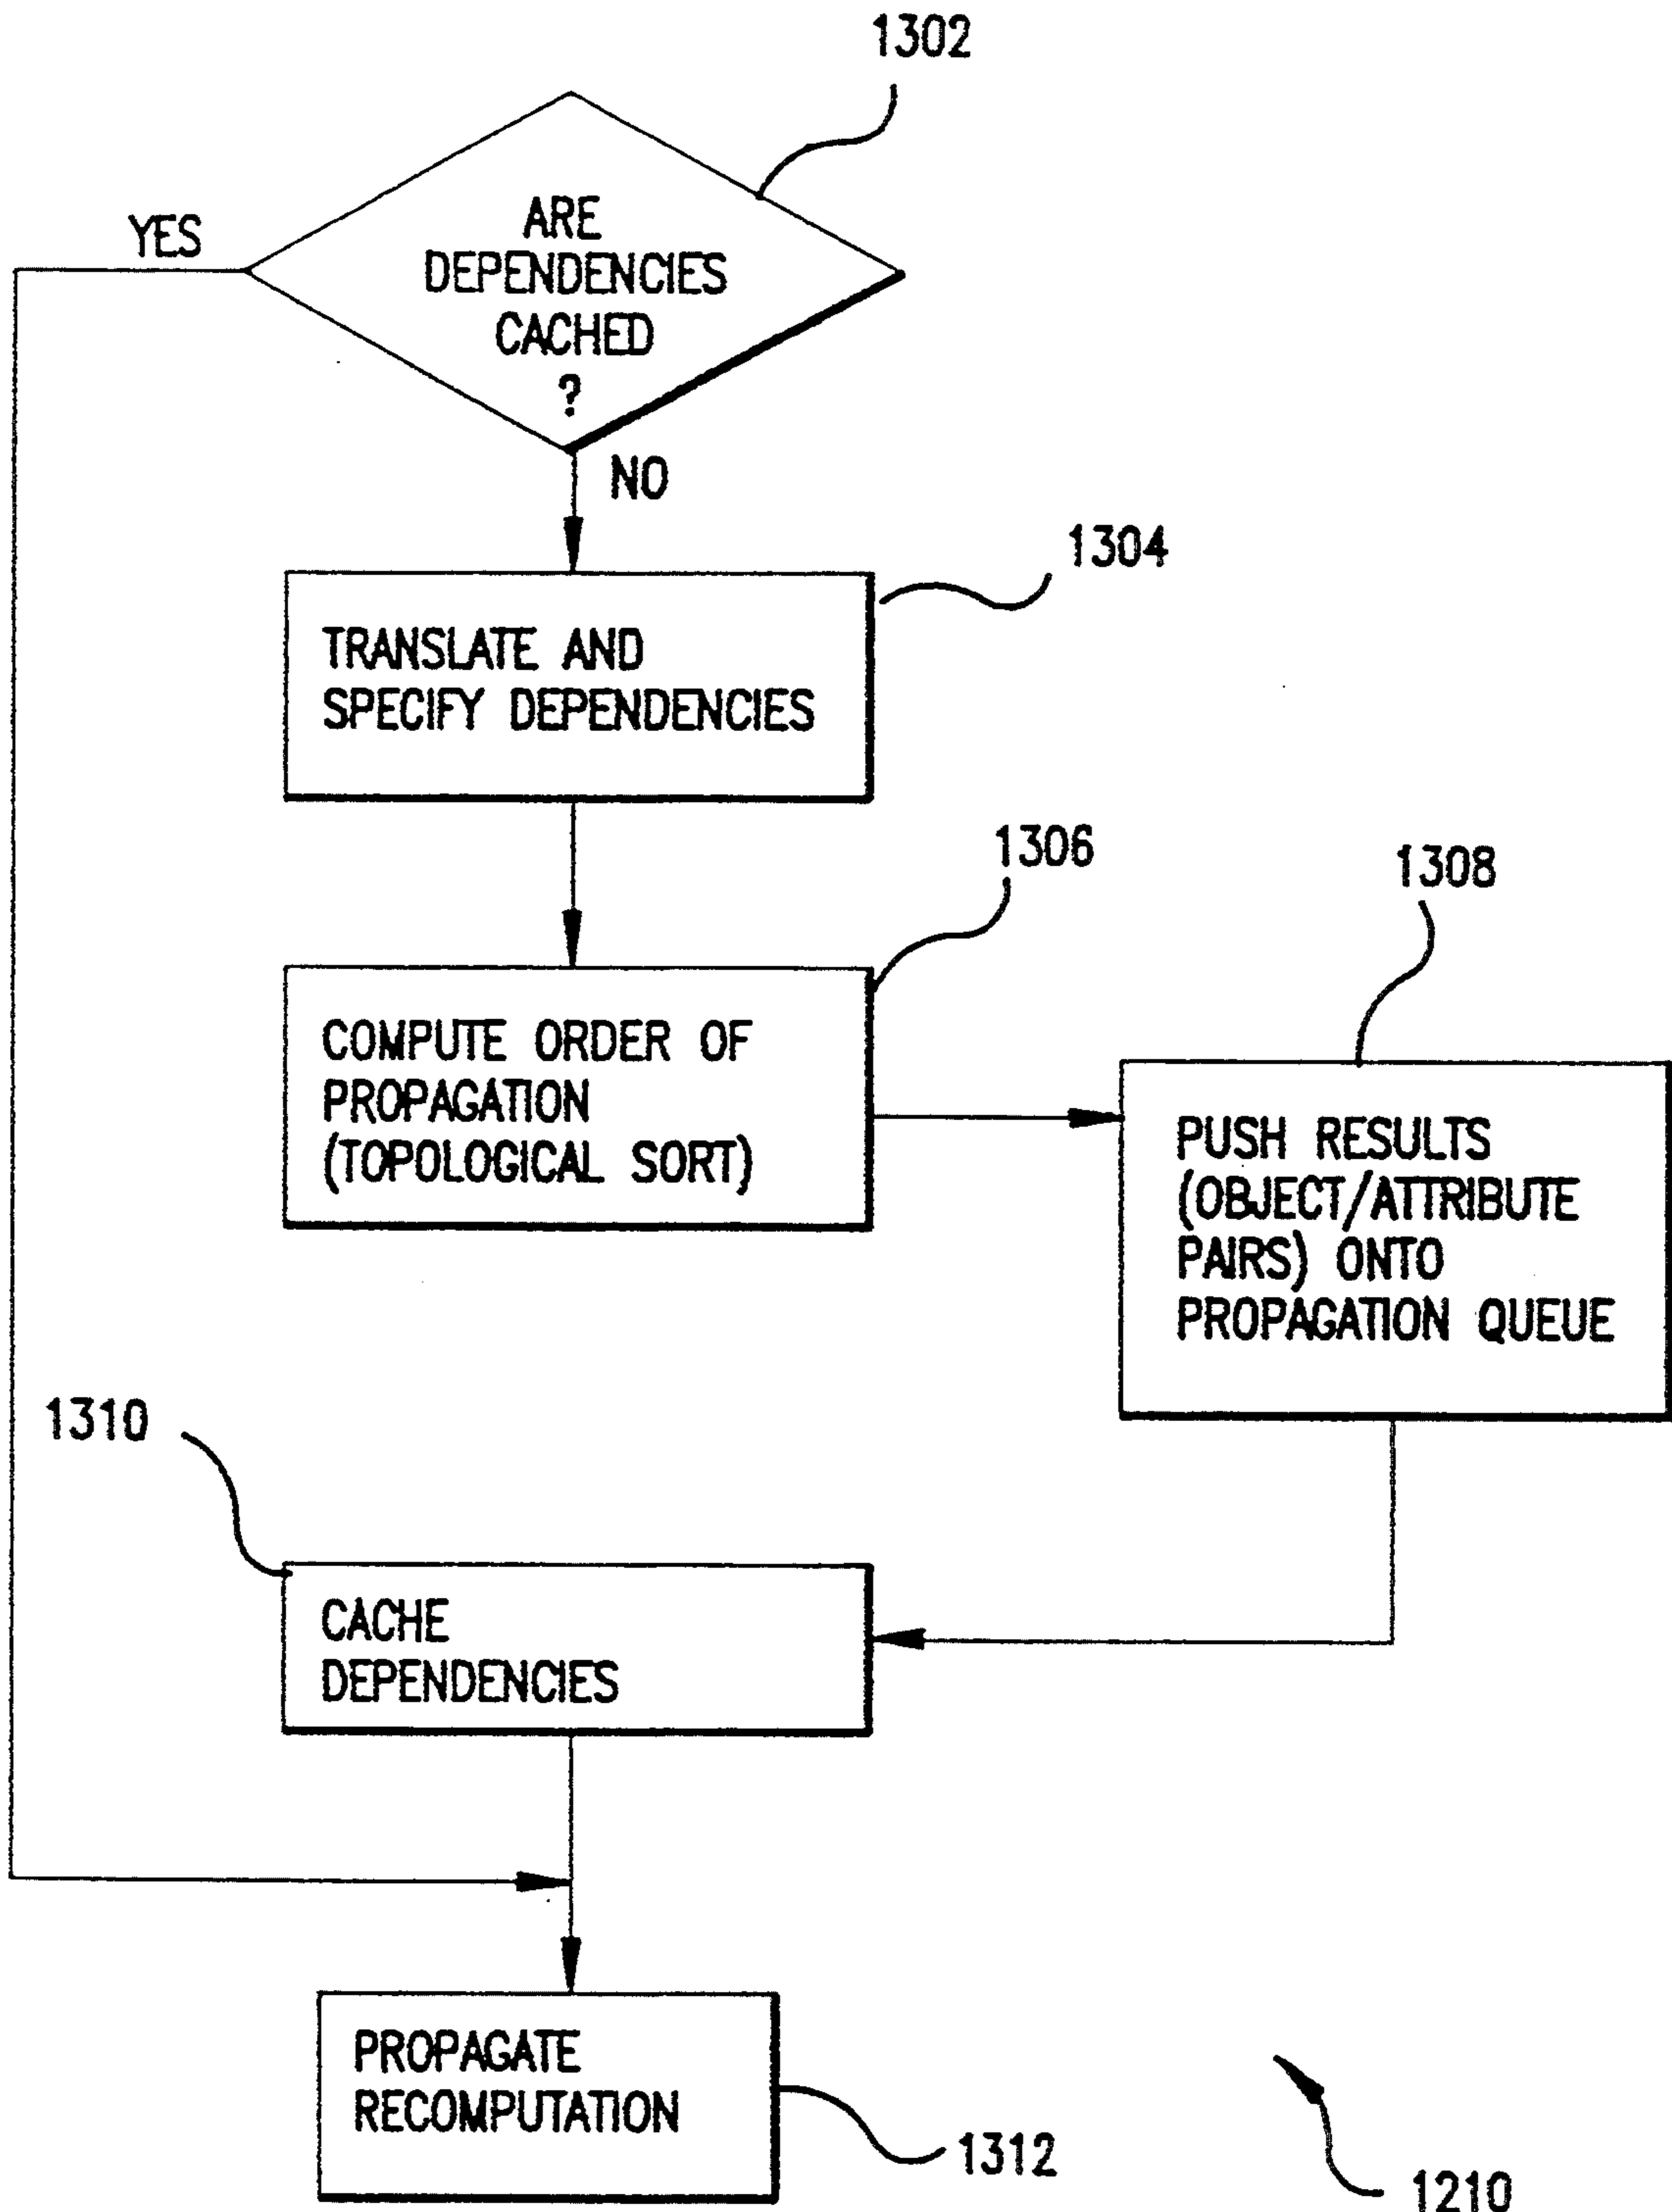 1302
YES
ARE
DEPENDENCIES
CACHED
?
NO
1304
TRANSLATE AND
SPECIFY DEPENDENCIES
1306
COMPUTE ORDER OF
PROPAGATION
(TOPOLOGICAL SORT)
1308
PUSH RESULTS
(OBJECT/ATTRIBUTE
PAIRS) ONTO
PROPAGATION QUEUE
1310
CACHE
DEPENDENCIES
PROPAGATE
RECOMPUTATION
1312
1210